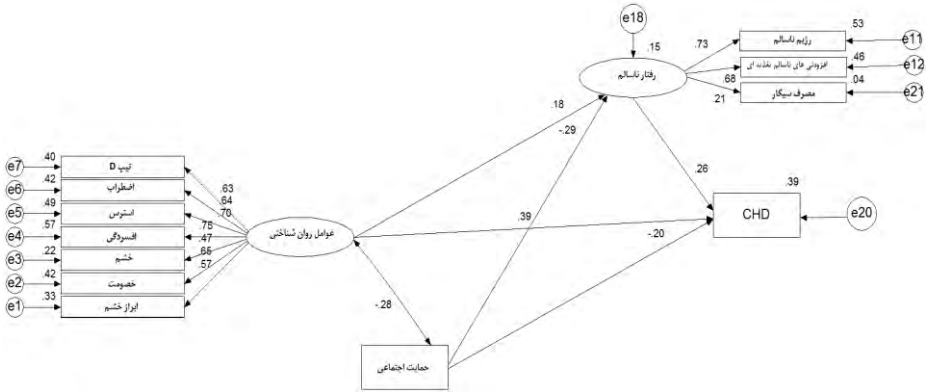 e18
.53
.15
.73
رژیم ناسالم
e11
رفتار ناسالم
.46
افزودنی های ناسالم تغذیه ای
e12
.68
.04
مصرف سیگار
e21
.21
.18
-.29
.40
e7
تیپ D
.63
.42
e6
اضطراب
.64
.49
e5
استرس
.70
.57
e4
افسردگی
.75
.22
e3
خشم
.47
.42
e2
خصومت
.65
.33
e1
ابراز خشم
.57
عوامل روان شناختی
.26
.39
.39
CHD
e20
-.20
-.28
حمایت اجتماعی